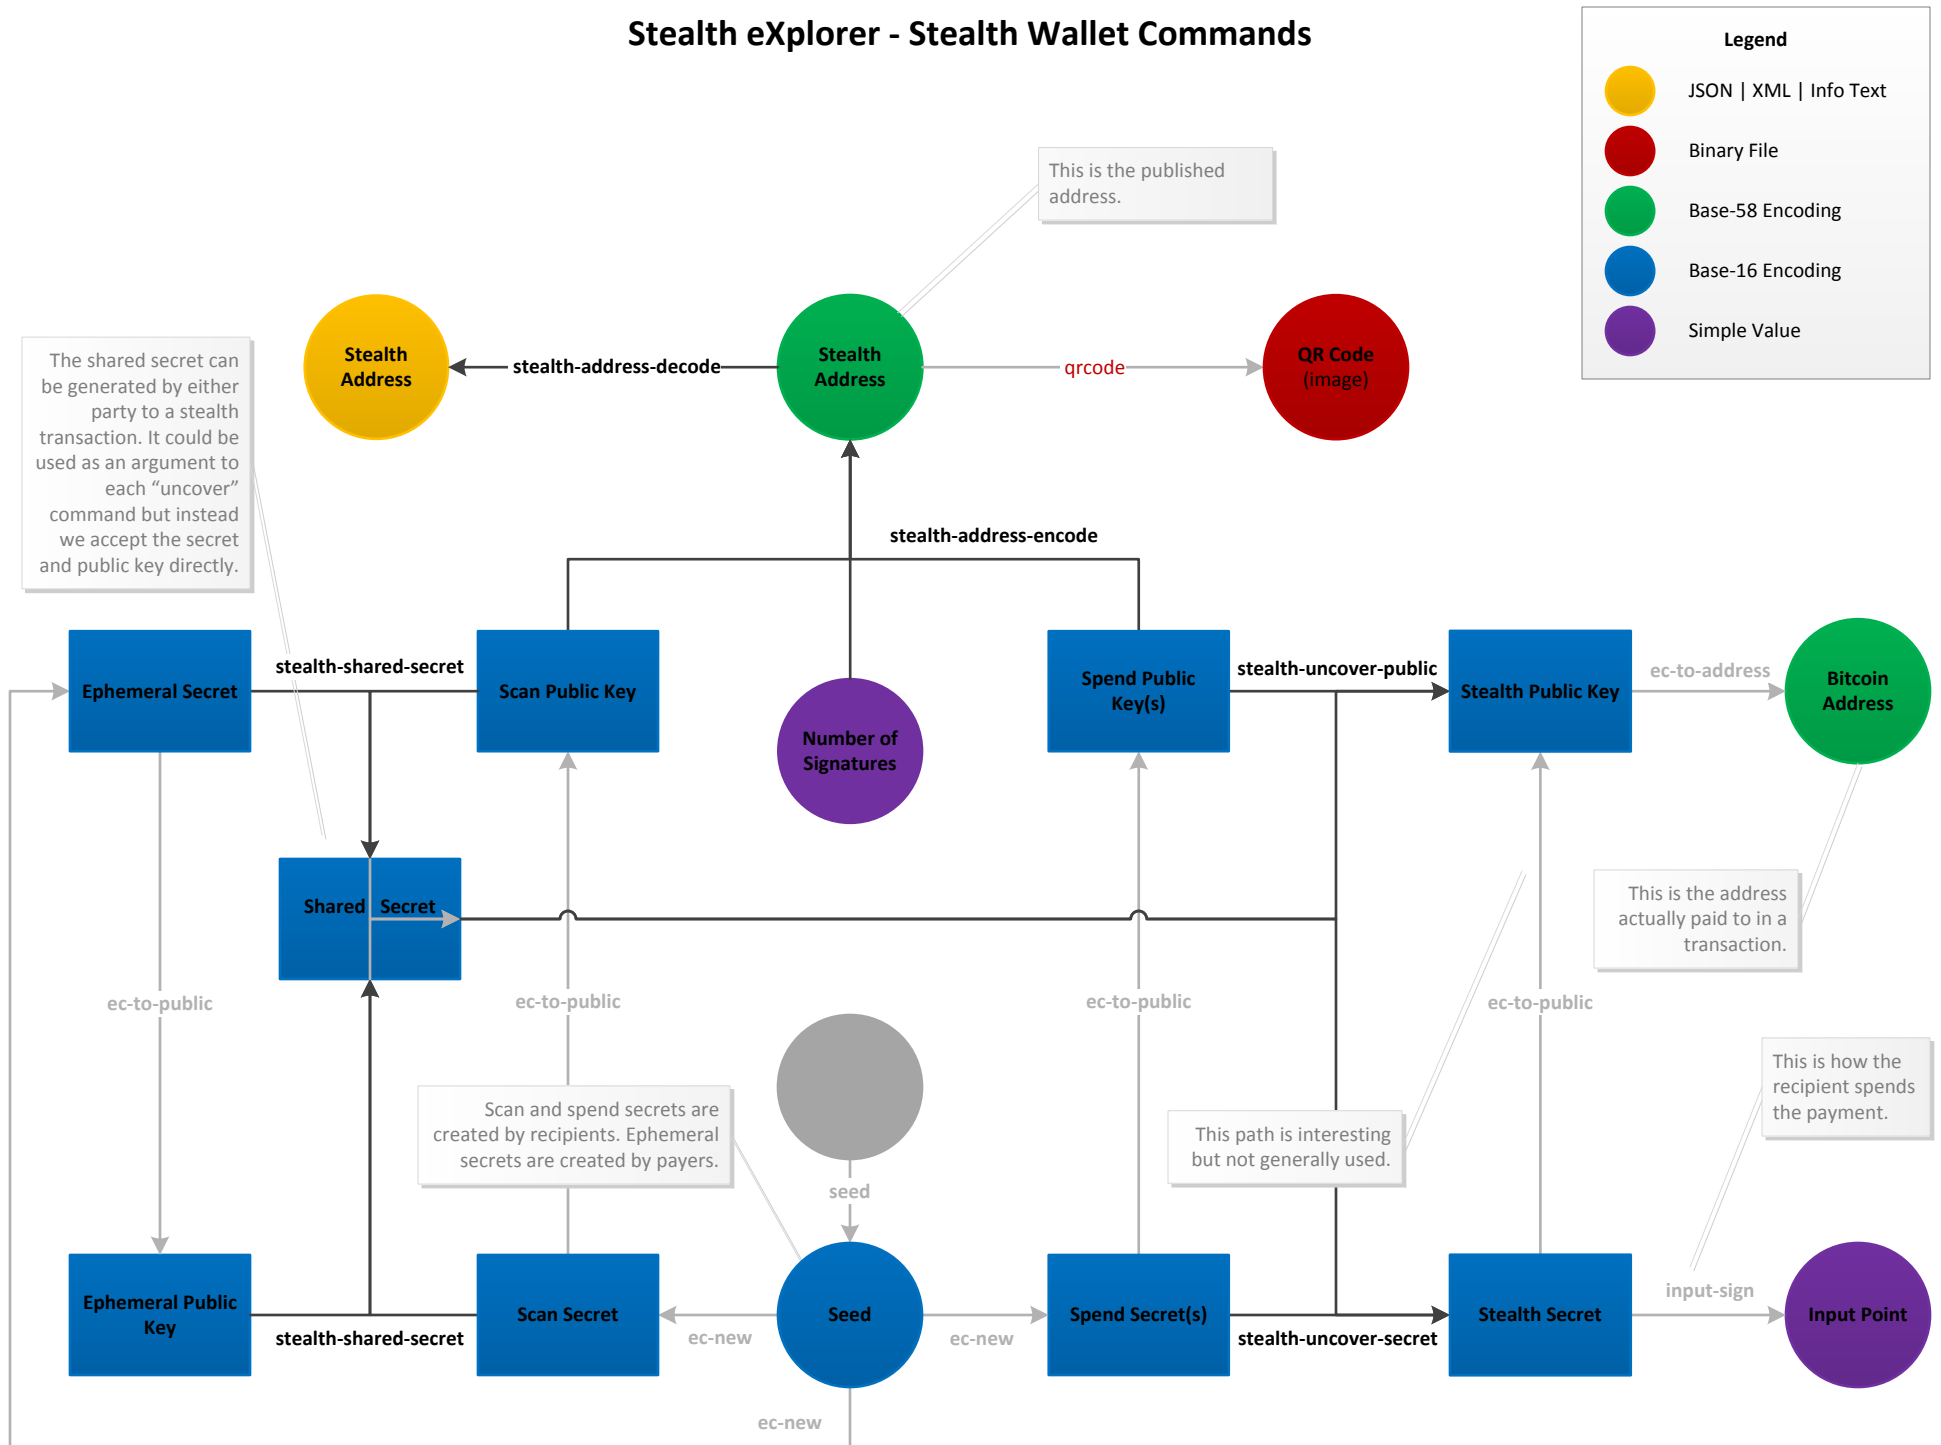 Stealth eXplorer - Stealth Wallet Commands
Legend
JSON | XML | Info Text
Binary File
Base-58 Encoding
Base-16 Encoding
Simple Value
This is the published
address.
Stealth
Address
stealth-address-decode
Stealth
Address
qrcode
QR Code
(image)
The shared secret can
be generated by either
party to a stealth
transaction. It could be
used as an argument to
each “uncover”
command but instead
we accept the secret
and public key directly.
stealth-address-encode
Ephemeral Secret
stealth-shared-secret
Scan Public Key
Number of
Signatures
Spend Public
Key(s)
stealth-uncover-public
Stealth Public Key
ec-to-address
Bitcoin
Address
Shared Secret
This is the address
actually paid to in a
transaction.
ec-to-public
ec-to-public
ec-to-public
ec-to-public
Scan and spend secrets are
created by recipients. Ephemeral
secrets are created by payers.
seed
This path is interesting
but not generally used.
This is how the
recipient spends
the payment.
Ephemeral Public
Key
stealth-shared-secret
Scan Secret
ec-new
Seed
ec-new
Spend Secret(s)
stealth-uncover-secret
Stealth Secret
input-sign
Input Point
ec-new